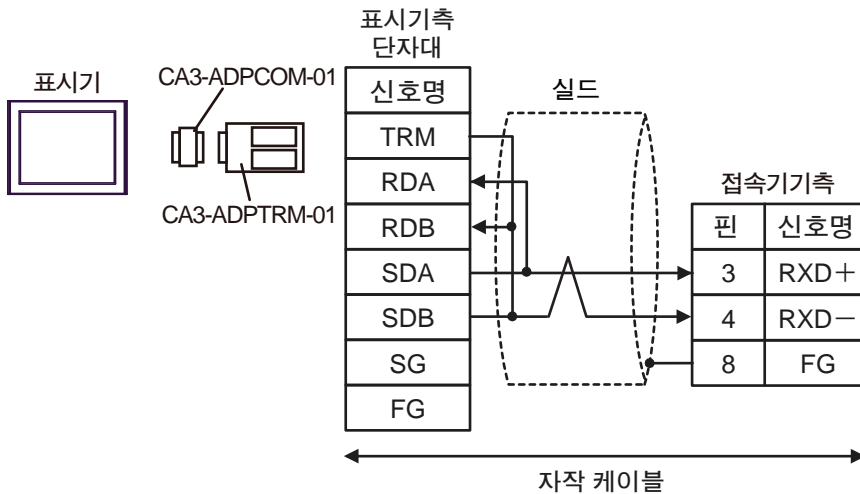 표시기
CA3-ADPCOM-01
CA3-ADPTRM-01
표시기측
단자대
신호명
TRM
RDA
RDB
SDA
SDB
SG
FG
실드
접속기기측
핀 신호명
3 RXD+
4 RXD-
8 FG
자작 케이블